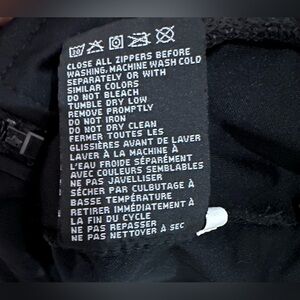 CLOSE ALL ZIPPERS BEFORE
WASHING, MACHINE WASH COLD
SEPARATELY OR WITH
SIMILAR COLORS
DO NOT BLEACH
TUMBLE DRY LOW
REMOVE PROMPTLY
DO NOT IRON
DO NOT DRY CLEAN
FERMER TOUTES LES
GLISSIÈRES AVANT DE LAVER
LAVER À LA MACHINE À
L'EAU FROIDE SÉPARÉMENT
AVEC COULEURS SEMBLABLES
NE PAS JAVELLISER
SÉCHER PAR CULBUTAGE À
BASSE TEMPÉRATURE
RETIRER IMMÉDIATEMENT À
LA FIN DU CYCLE
NE PAS REPASSER
NE PAS NETTOYER À SEC